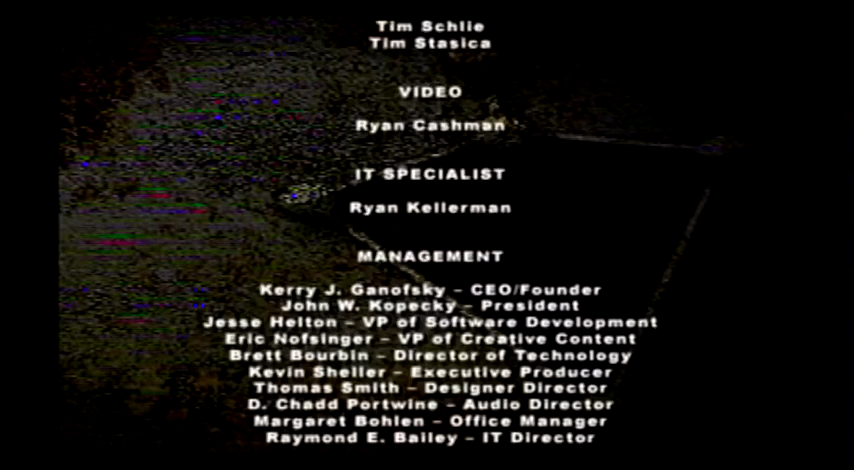 Tim Schlie
Tim Stasica
VIDEO
Ryan Cashman
IT SPECIALIST
Ryan Kellerman
MANAGEMENT
Kerry J. Ganofsky – CEO/Founder
John W. Kopecky – President
Jesse Helton – VP of Software Development
Eric Nofsinger – VP of Creative Content
Brett Bourbin – Director of Technology
Kevin Sheller – Executive Producer
Thomas Smith – Designer Director
D. Chadd Portwine – Audio Director
Margaret Bohlen – Office Manager
Raymond E. Bailey – IT Director